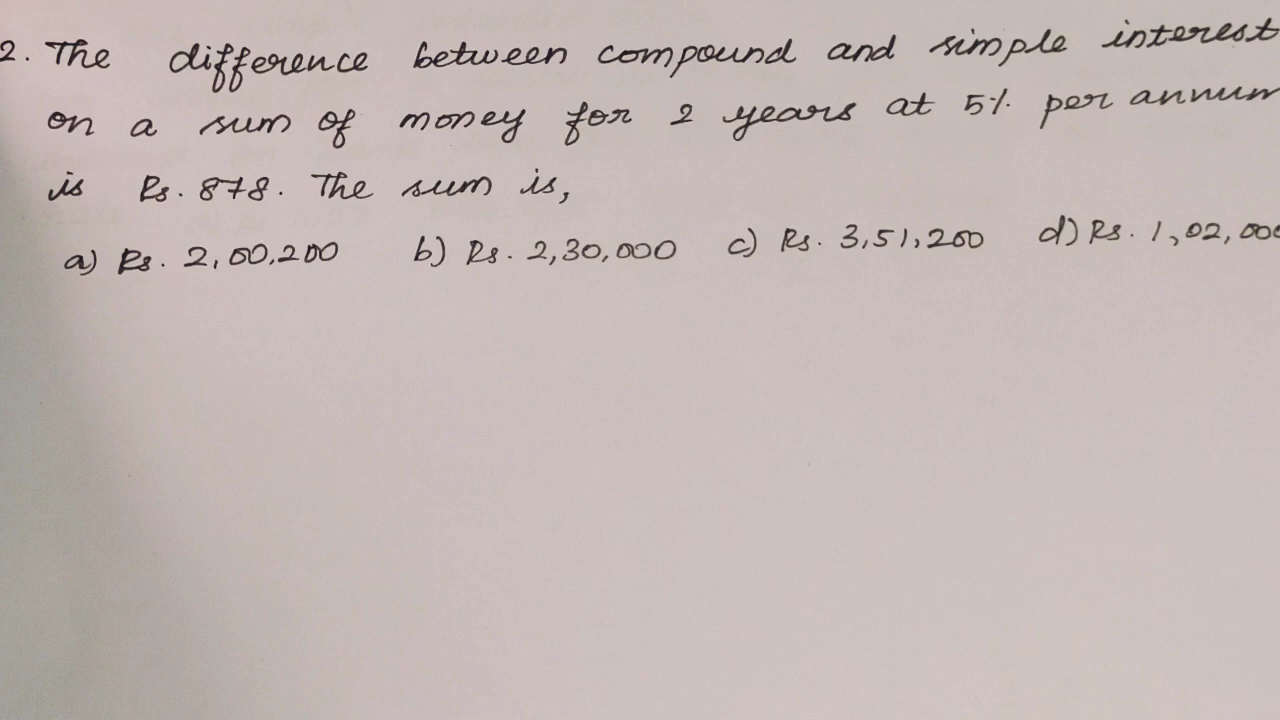 2. The difference between compound and simple interest
on a sum of money for 2 years at 5% per annum
is Rs. 878. The sum is,
a) Rs. 2,00,200 b) Rs. 2,30,000 c) Rs. 3,51,200 d) Rs. 1,02,000